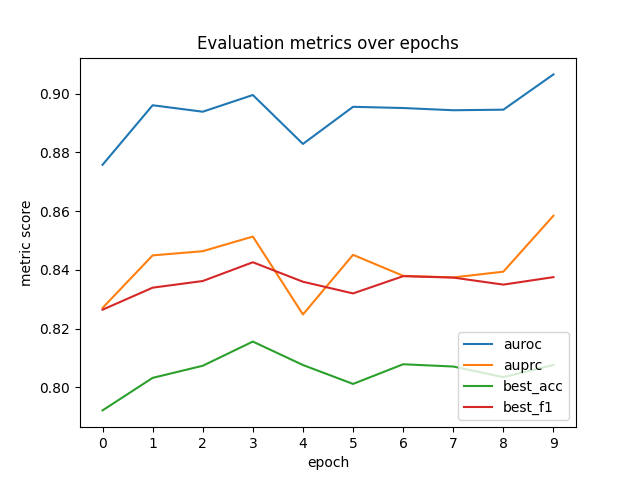 Evaluation metrics over epochs
metric score
0.90
0.88
0.86
0.84
0.82
0.80
auroc
auprc
best_acc
best_f1
0 1 2 3 4 5 6 7 8 9
epoch